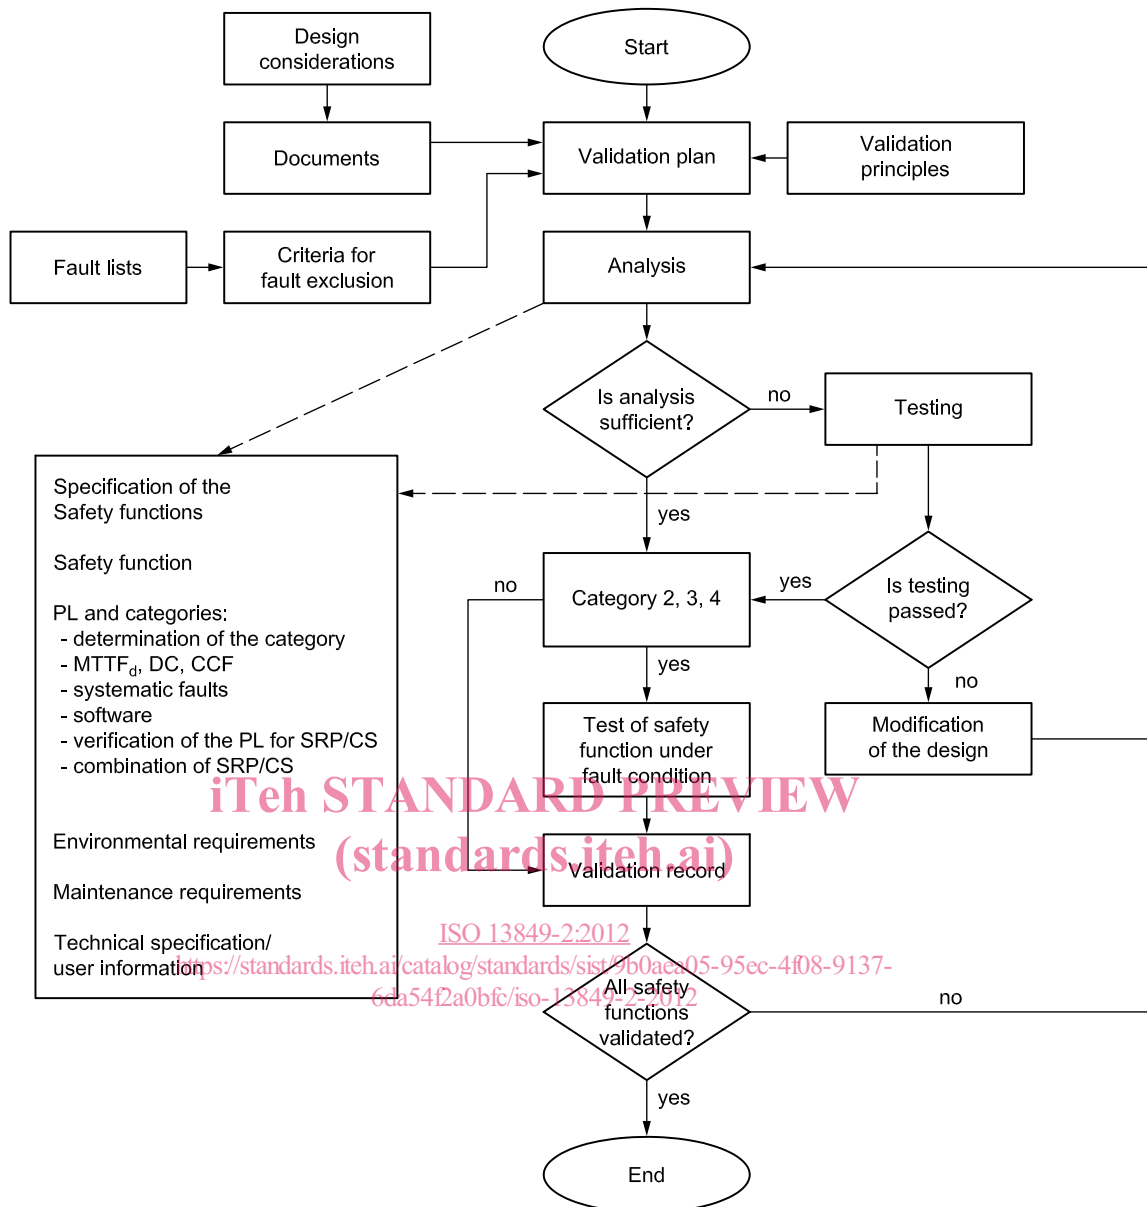 Design
considerations
Start
Documents
Validation plan
Validation
principles
Fault lists
Criteria for
fault exclusion
Analysis
Is analysis
sufficient?
no
Testing
Specification of the
Safety functions
Safety function
PL and categories:
- determination of the category
- MTTFd, DC, CCF
- systematic faults
- software
- verification of the PL for SRP/CS
- combination of SRP/CS
Environmental requirements
Maintenance requirements
Technical specification/
user information
yes
no
Category 2, 3, 4
yes
Is testing
passed?
yes
no
Test of safety
function under
fault condition
Modification
of the design
iTeh STANDARD PREVIEW
(standards.iteh.ai)
Validation record
ISO 13849-2:2012
https://standards.iteh.ai/catalog/standards/sist/9b0aea05-95ec-4f08-9137-
6da54f2a0bfc/iso-13849-2-2012
All safety
functions
validated?
no
yes
End